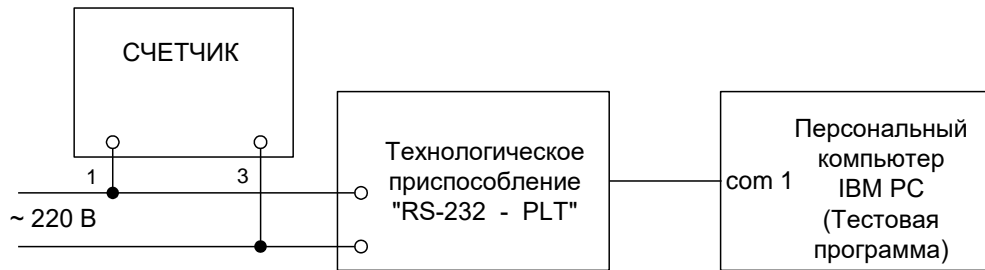 СЧЕТЧИК
1
3
~ 220 В
Технологическое
приспособление
"RS-232 - PLT"
com 1
Персональный
компьютер
IBM PC
(Тестовая
программа)